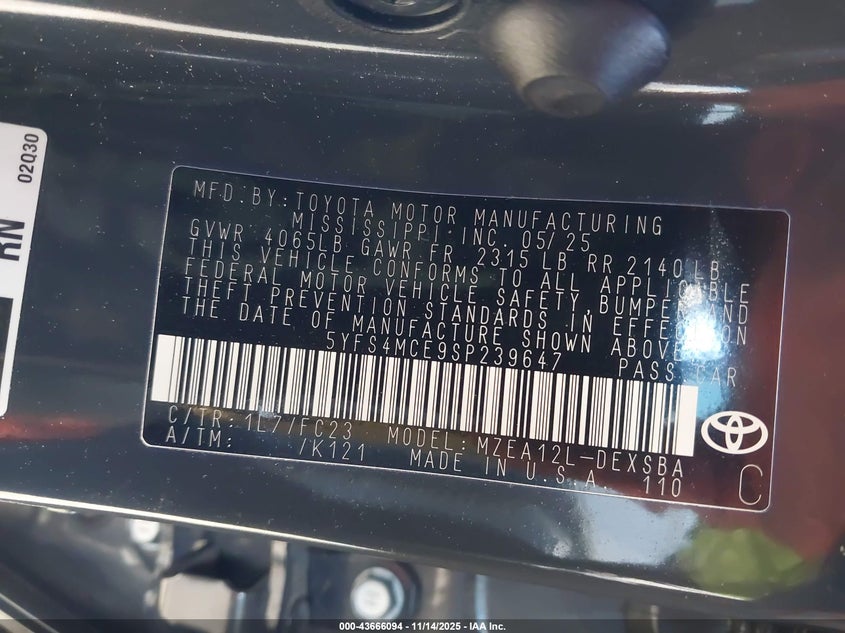 02Q30
RN
MFD.BY:TOYOTA MOTOR MANUFACTURING
MISSISSIPPI,INC. 05/25
GVWR 4065LB GAWR FR 2315 LB RR 2140LB
THIS VEHICLE CONFORMS TO ALL APPLICABLE
FEDERAL MOTOR VEHICLE SAFETY,BUMPER,AND
THEFT PREVENTION STANDARDS IN EFFECT ON
THE DATE OF MANUFACTURE SHOWN ABOVE.
5YFS4MCE9SP239647 PASS CAR
C/TR:1L7/FC23 MODEL:MZEA12L-DEXSBA
A/TM: /K121 MADE IN U.S.A. 110
C
000-43666094 - 11/14/2025 - IAA Inc.